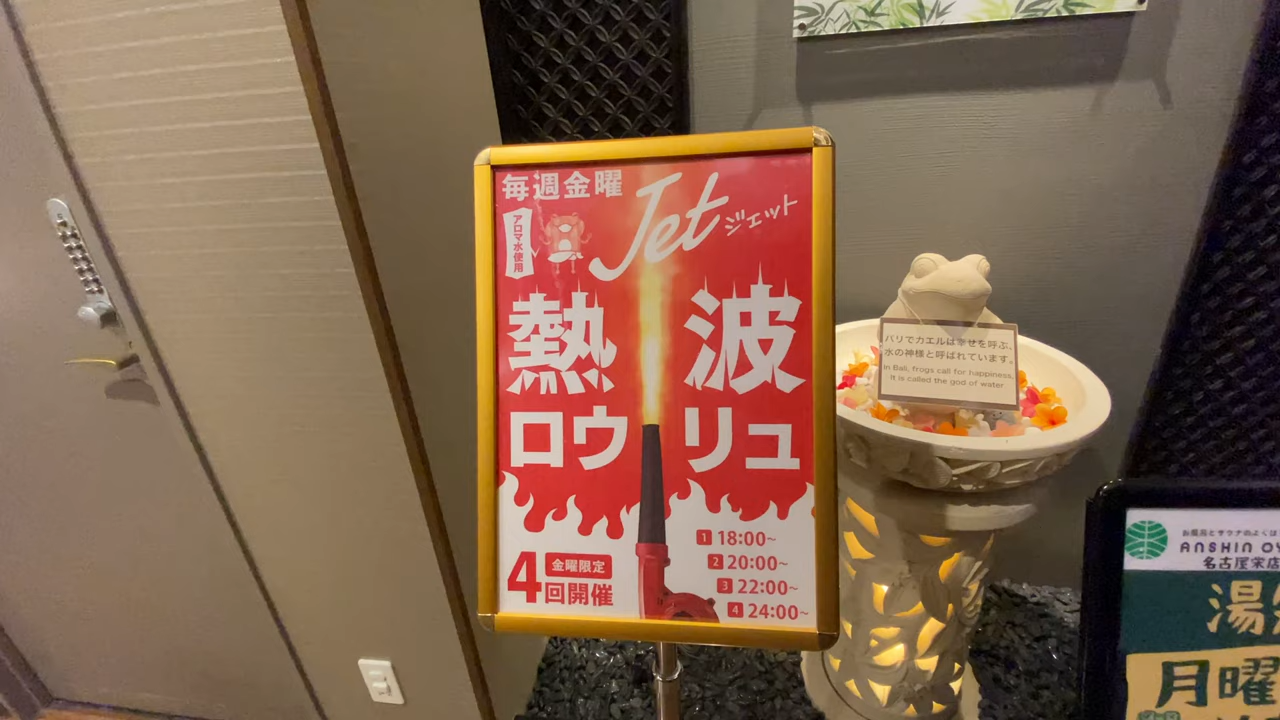 毎週金曜
アロマ水使用
Jet
ジェット
熱波
ロウリュ
4回開催
金曜限定
1 18:00~
2 20:00~
3 22:00~
4 24:00~
バリでカエルは幸せを呼ぶ、
水の神様と呼ばれています。
In Bali, frogs call for happiness,
It is called the god of water
お風呂とサウナのよくば
ANSHIN OY
名古屋栄店
湯
月曜